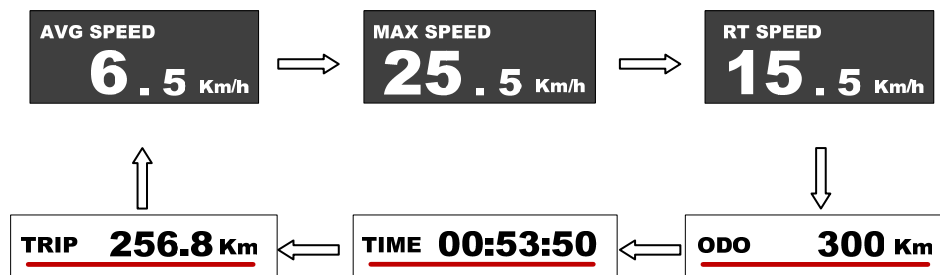 AVG SPEED
6.5 Km/h
MAX SPEED
25.5 Km/h
RT SPEED
15.5 Km/h
TRIP 256.8 Km
TIME 00:53:50
ODO 300 Km